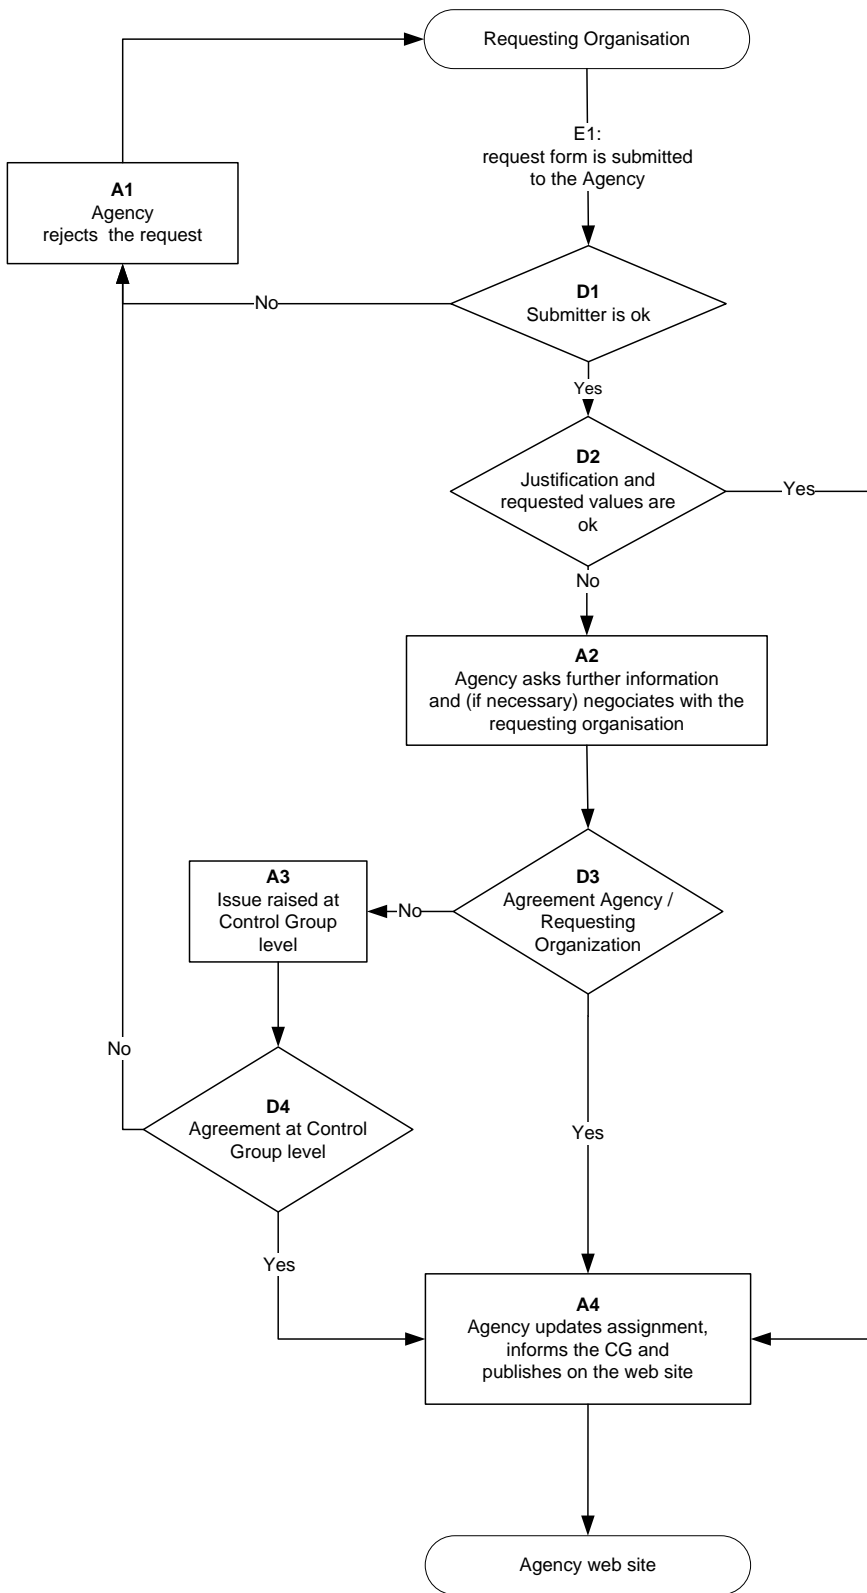 Requesting Organisation
E1:
request form is submitted
to the Agency
A1
Agency
rejects the request
D1
Submitter is ok
No
Yes
D2
Justification and
requested values are
ok
Yes
No
A2
Agency asks further information
and (if necessary) negociates with the
requesting organisation
A3
Issue raised at
Control Group
level
No
D3
Agreement Agency /
Requesting
Organization
No
D4
Agreement at Control
Group level
Yes
Yes
A4
Agency updates assignment,
informs the CG and
publishes on the web site
Agency web site